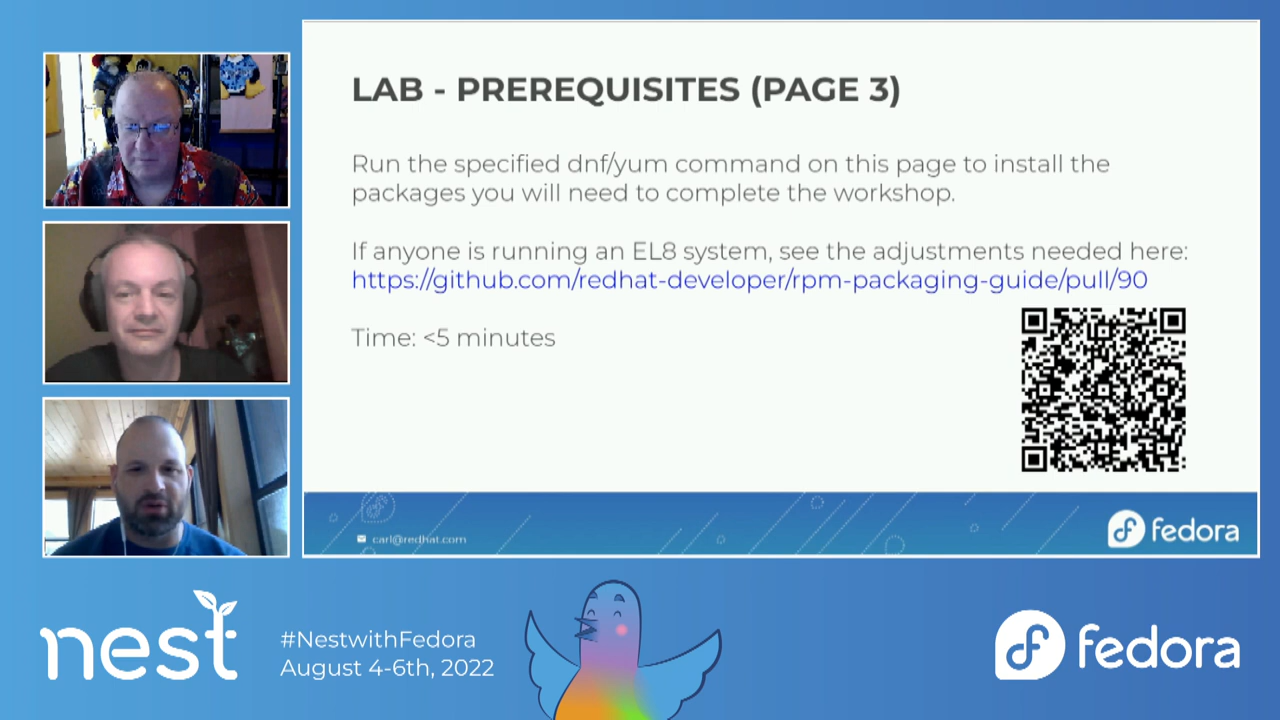 LAB - PREREQUISITES (PAGE 3)
Run the specified dnf/yum command on this page to install the
packages you will need to complete the workshop.
If anyone is running an EL8 system, see the adjustments needed here:
https://github.com/redhat-developer/rpm-packaging-guide/pull/90
Time: <5 minutes
carl@redhat.com
fedora
nest
#NestwithFedora
August 4-6th, 2022
fedora